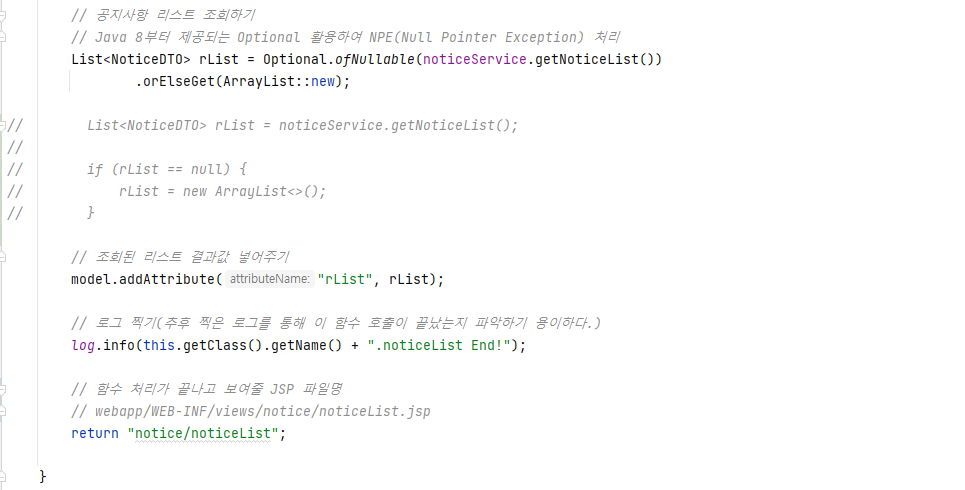 // 공지사항 리스트 조회하기
// Java 8부터 제공되는 Optional 활용하여 NPE(Null Pointer Exception) 처리
List<NoticeDTO> rList = Optional.ofNullable(noticeService.getNoticeList())
.orElseGet(ArrayList::new);
// List<NoticeDTO> rList = noticeService.getNoticeList();
//
// if (rList == null) {
// rList = new ArrayList<>();
// }
// 조회된 리스트 결과값 넣어주기
model.addAttribute( attributeName: "rList", rList);
// 로그 찍기(추후 찍은 로그를 통해 이 함수 호출이 끝났는지 파악하기 용이하다.)
log.info(this.getClass().getName() + ".noticeList End!");
// 함수 처리가 끝나고 보여줄 JSP 파일명
// webapp/WEB-INF/views/notice/noticeList.jsp
return "notice/noticeList";
}